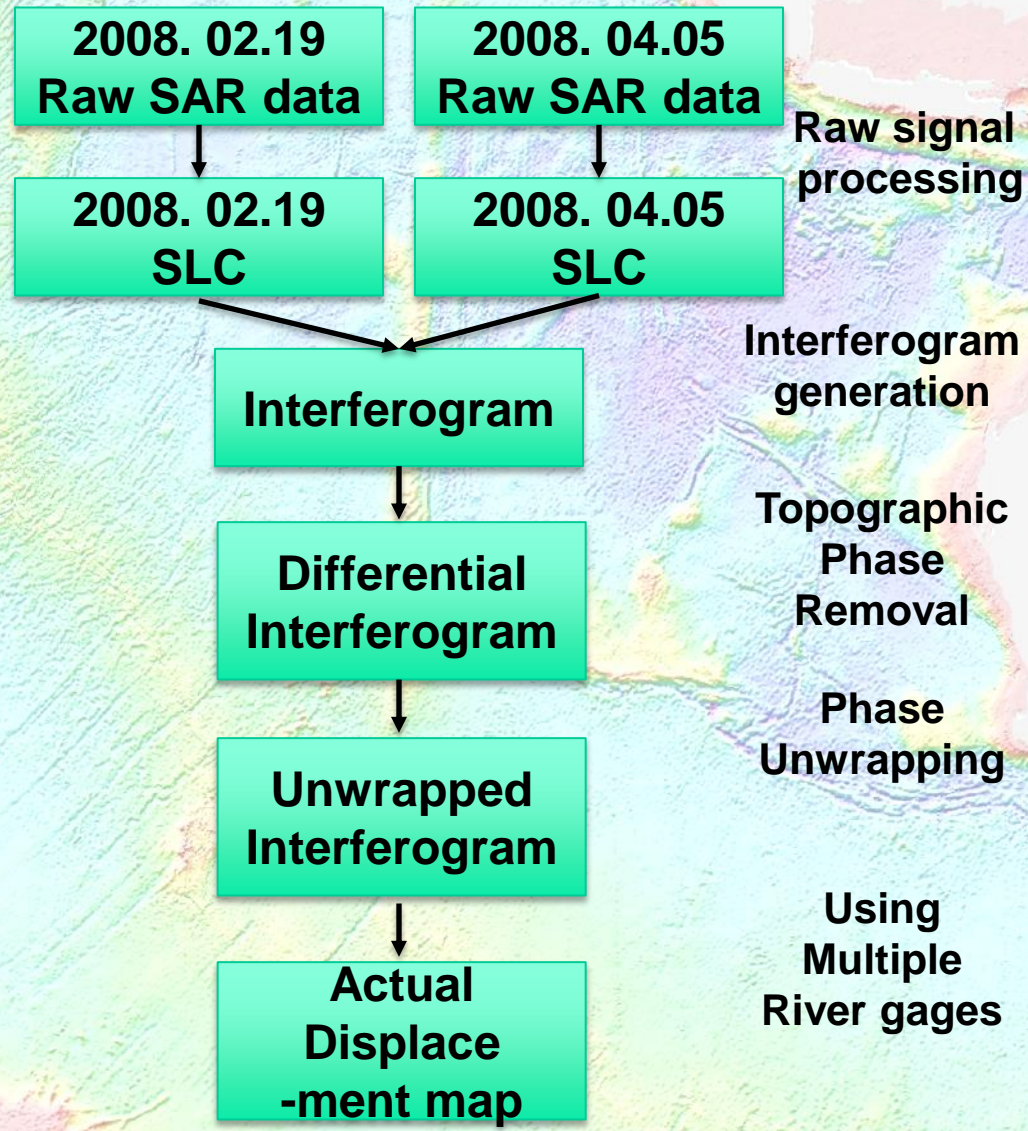 2008. 02.19
Raw SAR data
2008. 04.05
Raw SAR data
Raw signal
processing
2008. 02.19
SLC
2008. 04.05
SLC
Interferogram
generation
Interferogram
Topographic
Phase
Removal
Differential
Interferogram
Phase
Unwrapping
Unwrapped
Interferogram
Using
Multiple
River gages
Actual
Displace
-ment map